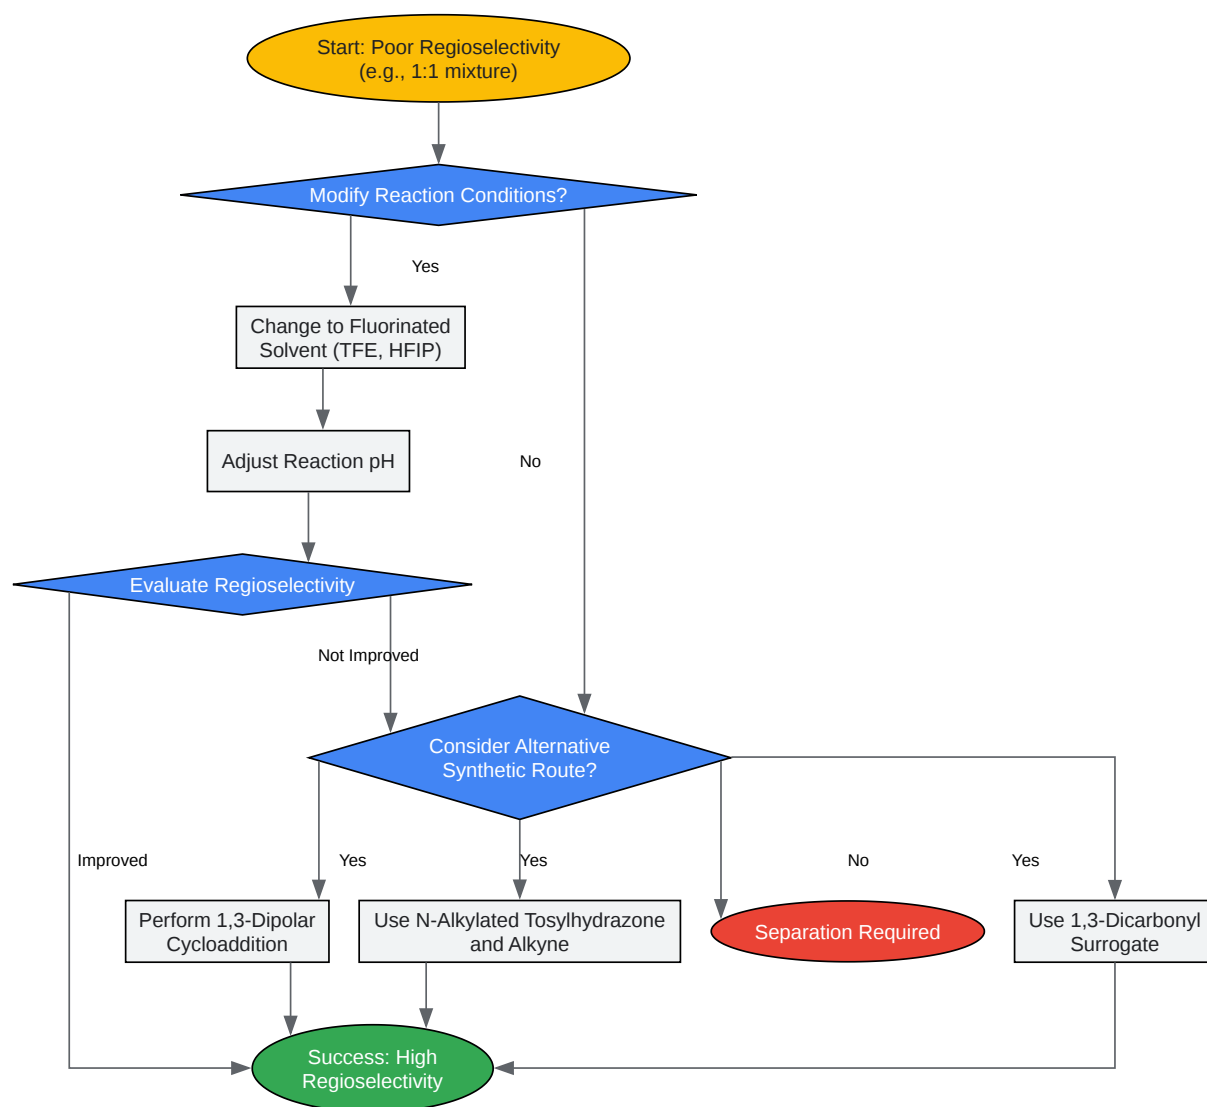 Start: Poor Regioselectivity
(e.g., 1:1 mixture)
Modify Reaction Conditions?
Yes
Change to Fluorinated
Solvent (TFE, HFIP)
Adjust Reaction pH
No
Evaluate Regioselectivity
Not Improved
Consider Alternative
Synthetic Route?
Improved
Yes
Yes
No
Yes
Perform 1,3-Dipolar
Cycloaddition
Use N-Alkylated Tosylhydrazone
and Alkyne
Separation Required
Use 1,3-Dicarbonyl
Surrogate
Success: High
Regioselectivity